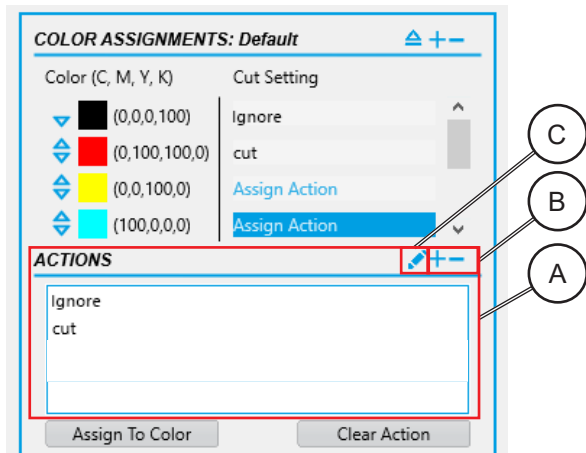 COLOR ASSIGNMENTS: Default
Color (C, M, Y, K) Cut Setting
(0,0,0,100) Ignore
(0,100,100,0) cut
(0,0,100,0) Assign Action
(100,0,0,0) Assign Action
C
B
A
ACTIONS
Ignore
cut
Assign To Color Clear Action